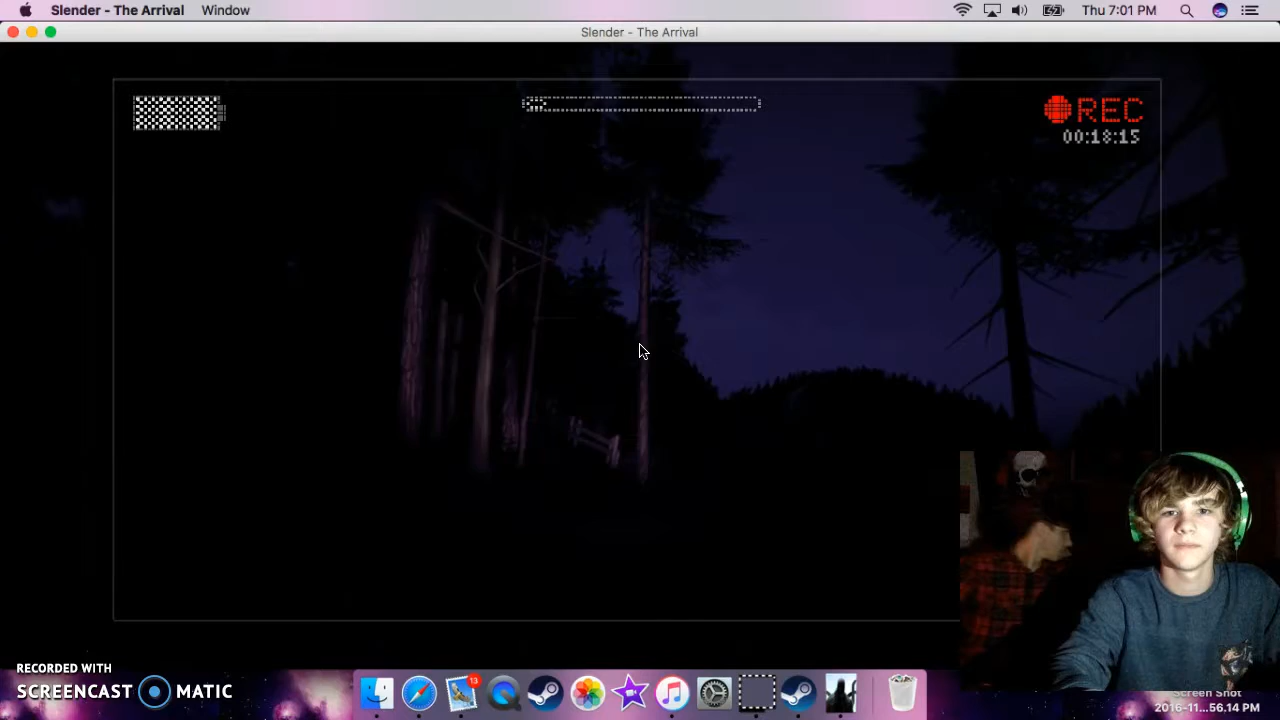 Slender - The Arrival Window
Thu 7:01 PM
Slender - The Arrival
REC
00:18:15
13
RECORDED WITH
SCREENCAST MATIC
Screen Shot
2016-11...56.14 PM